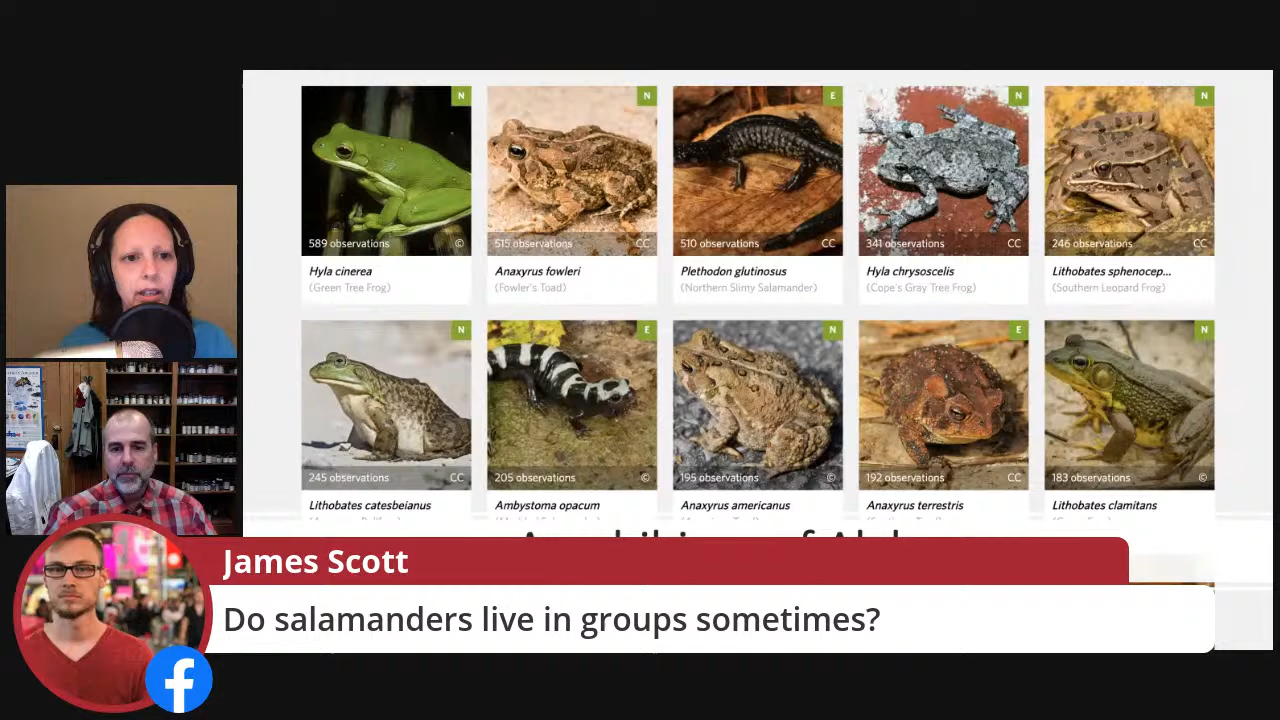 N
N
E
N
N
589 observations
©
515 observations
CC
510 observations
CC
341 observations
CC
246 observations
CC
Hyla cinerea
Anaxyrus fowleri
Plethodon glutinosus
Hyla chrysoscelis
Lithobates sphenocep...
(Green Tree Frog)
(Fowler's Toad)
(Northern Slimy Salamander)
(Cope's Gray Tree Frog)
(Southern Leopard Frog)
N
E
N
E
N
245 observations
CC
205 observations
©
195 observations
©
192 observations
CC
183 observations
©
Lithobates catesbeianus
Ambystoma opacum
Anaxyrus americanus
Anaxyrus terrestris
Lithobates clamitans
James Scott
Do salamanders live in groups sometimes?